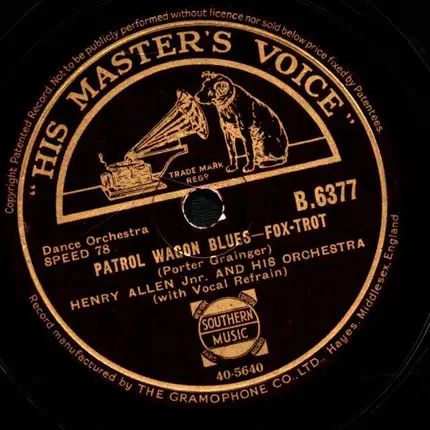 Copyright Patented Record. Not to be publicly performed without licence nor sold below price fixed by Patentees.
"HIS MASTER'S VOICE"
TRADE MARK
REGD
B.6377
Dance Orchestra
SPEED 78
PATROL WAGON BLUES—FOX-TROT
(Porter Grainger)
HENRY ALLEN Jnr. AND HIS ORCHESTRA
(with Vocal Refrain)
SOUTHERN
MUSIC
40-5640
Record manufactured by THE GRAMOPHONE CO., LTD., Hayes, Middlesex, England.